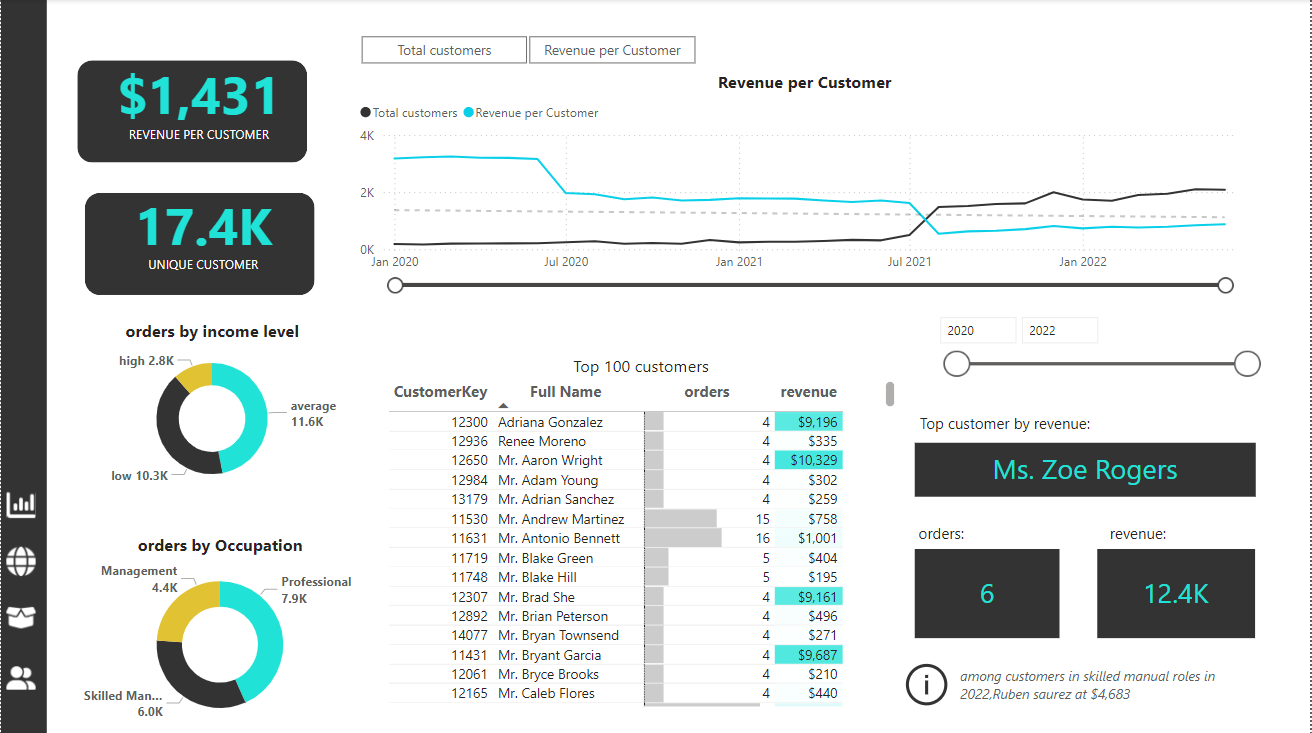 $1,431
REVENUE PER CUSTOMER
17.4K
UNIQUE CUSTOMER
Total customers
Revenue per Customer
Revenue per Customer
Total customers Revenue per Customer
4K
2K
0K
Jan 2020 Jul 2020 Jan 2021 Jul 2021 Jan 2022
orders by income level
high 2.8K
average
11.6K
low 10.3K
orders by Occupation
Management
4.4K
Professional
7.9K
Skilled Man...
6.0K
Top 100 customers
CustomerKey Full Name orders revenue
12300 Adriana Gonzalez 4 $9,196
12936 Renee Moreno 4 $335
12650 Mr. Aaron Wright 4 $10,329
12984 Mr. Adam Young 4 $302
13179 Mr. Adrian Sanchez 4 $259
11530 Mr. Andrew Martinez 15 $758
11631 Mr. Antonio Bennett 16 $1,001
11719 Mr. Blake Green 5 $404
11748 Mr. Blake Hill 5 $195
12307 Mr. Brad She 4 $9,161
12892 Mr. Brian Peterson 4 $496
14077 Mr. Bryan Townsend 4 $271
11431 Mr. Bryant Garcia 4 $9,687
12061 Mr. Bryce Brooks 4 $210
12165 Mr. Caleb Flores 4 $440
2020 2022
Top customer by revenue:
Ms. Zoe Rogers
orders: revenue:
6 12.4K
among customers in skilled manual roles in
2022,Ruben saurez at $4,683